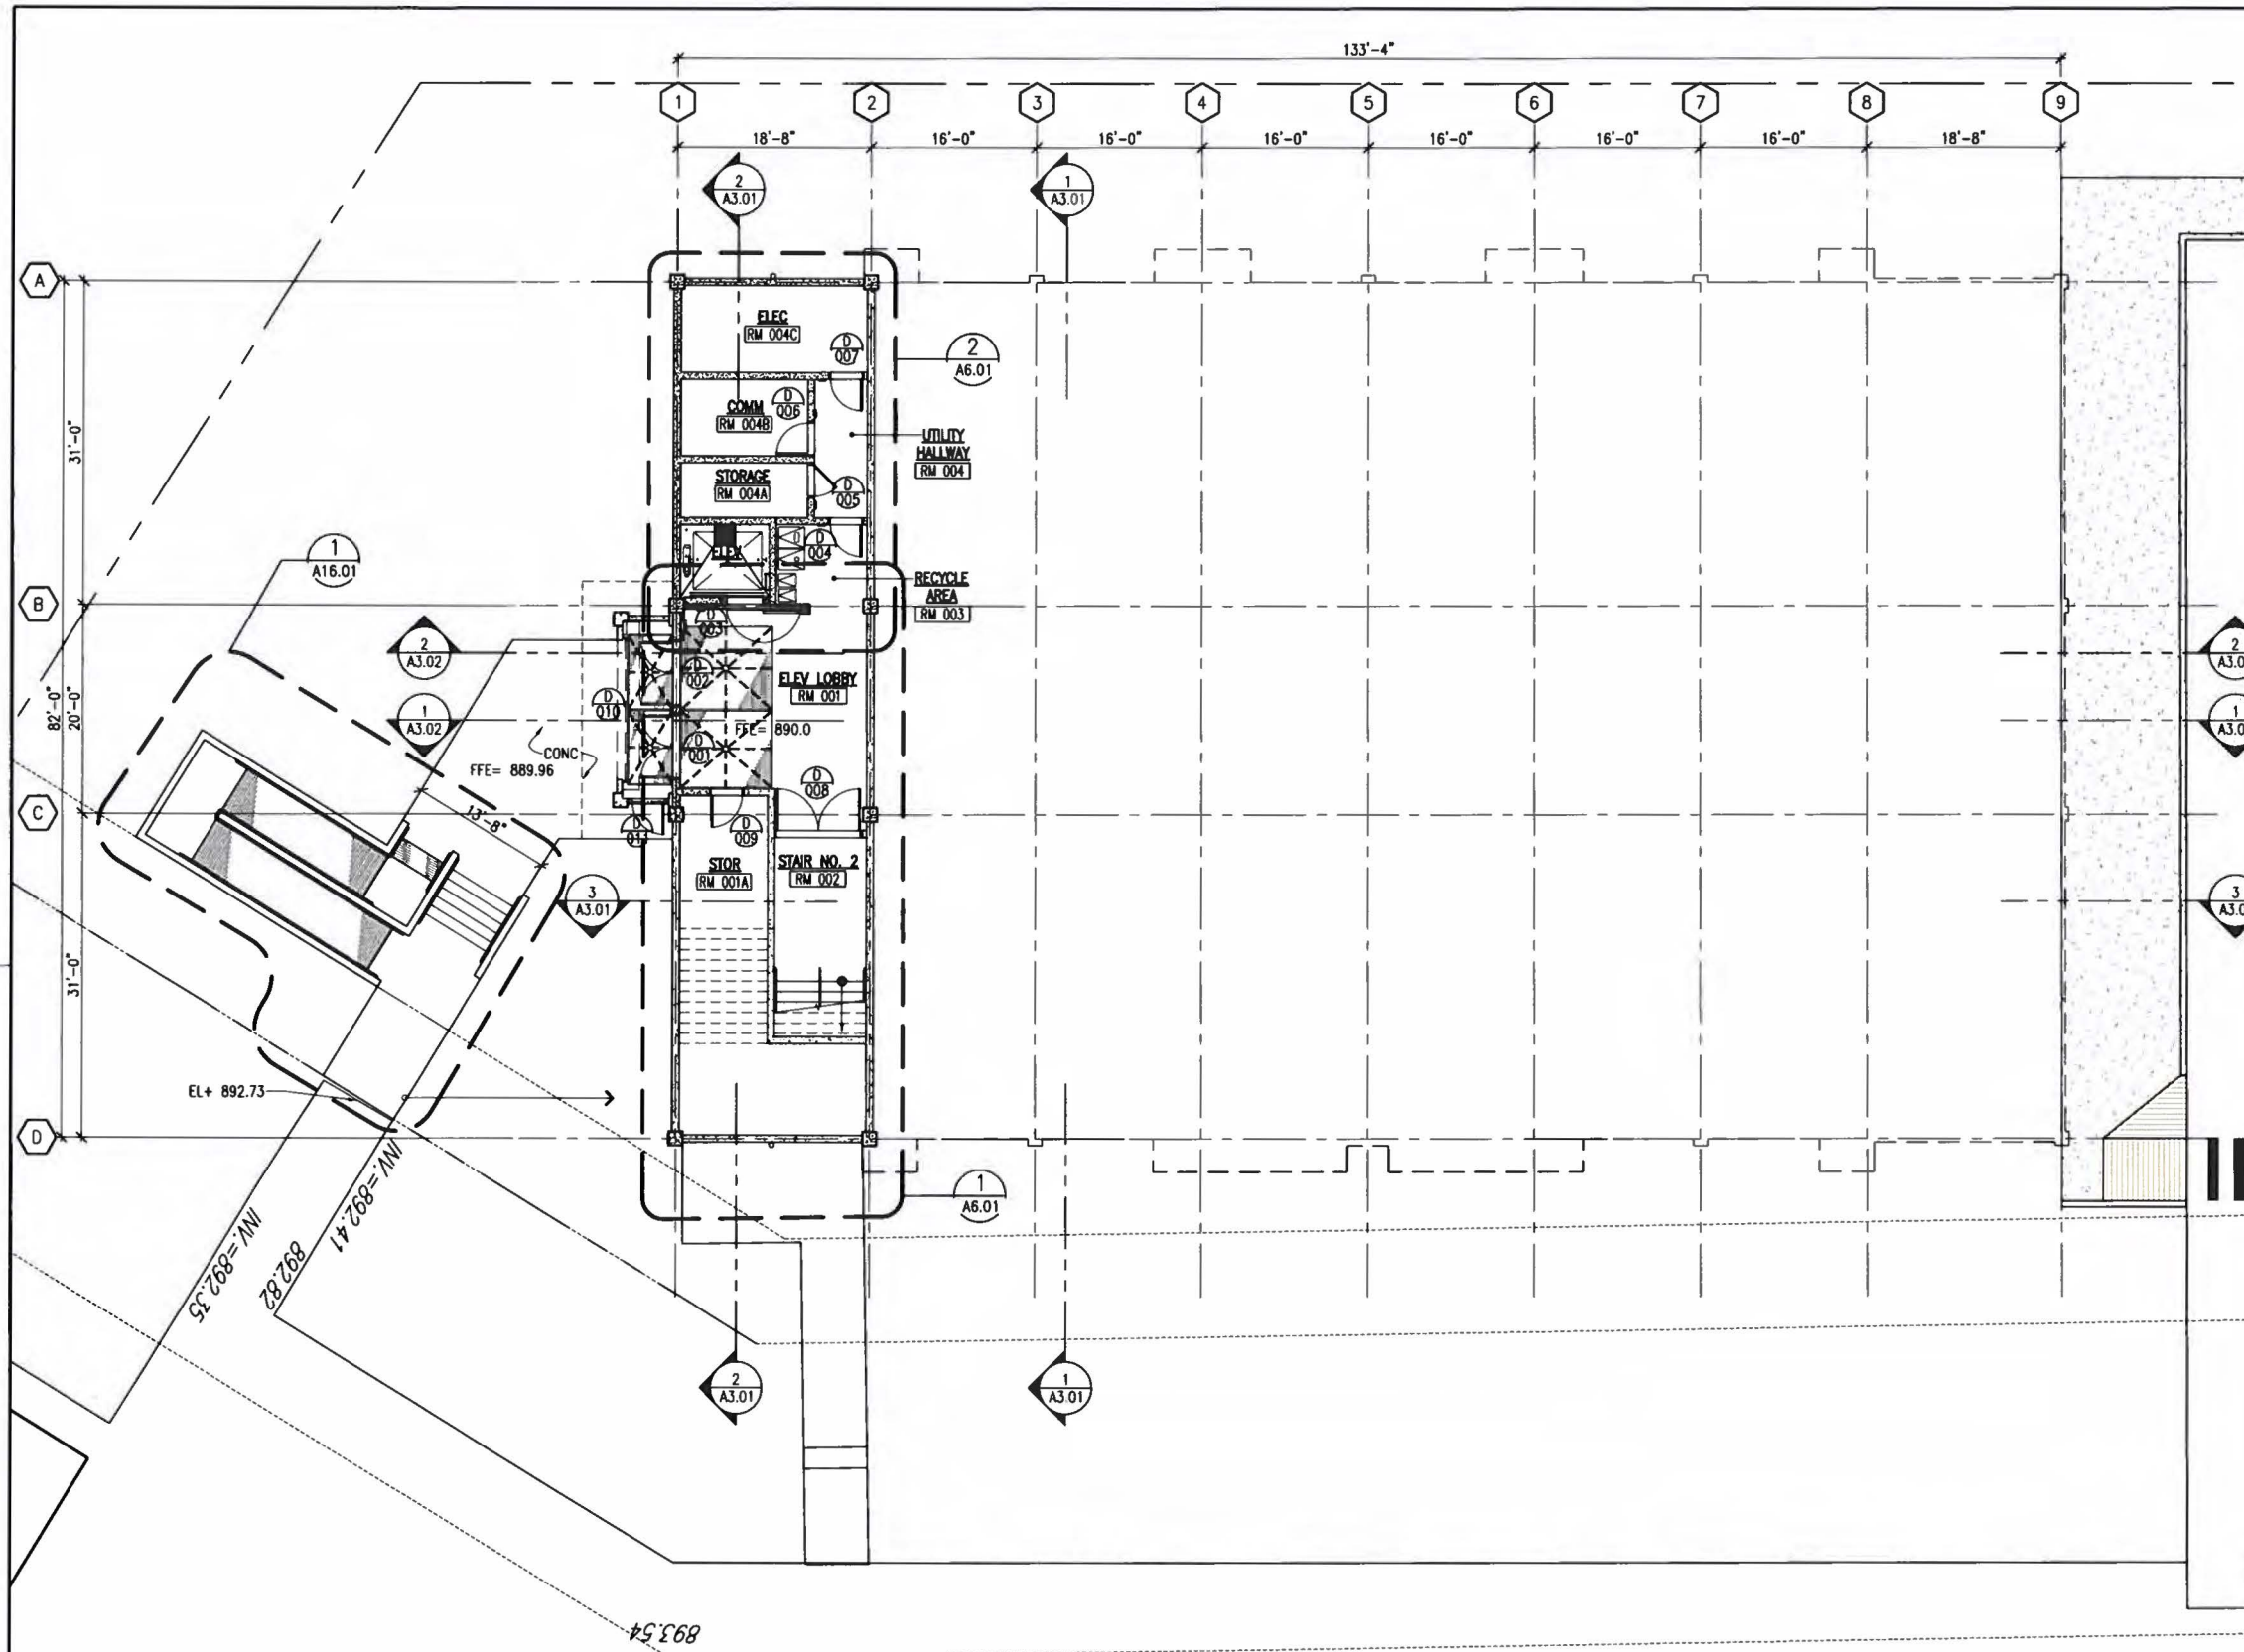 133'-4"
1
2
3
4
5
6
7
8
9
18'-8"
16'-0"
16'-0"
16'-0"
16'-0"
16'-0"
16'-0"
18'-8"
2
A3.01
1
A3.01
A
ELEC
RM 004C
D
007
2
A6.01
COMM
RM 004B
D
006
31'-0"
UTILITY
HALLWAY
RM 004
STORAGE
RM 004A
D
005
1
A16.01
ELEV
D
004
RECYCLE
AREA
RM 003
B
D
003
2
A3.02
D
002
ELEV LOBBY
RM 001
2
82'-0"
20'-0"
D
010
1
A3.02
FFE= 890.0
1
CONC
FFE= 889.96
D
001
D
008
C
13'-8"
D
011
D
009
STOR
RM 001A
STAIR NO. 2
RM 002
3
A3.01
3
31'-0"
EL+ 892.73
D
INV.=892.41
INV.=892.35
892.82
1
A6.01
2
A3.01
1
A3.01
893.54